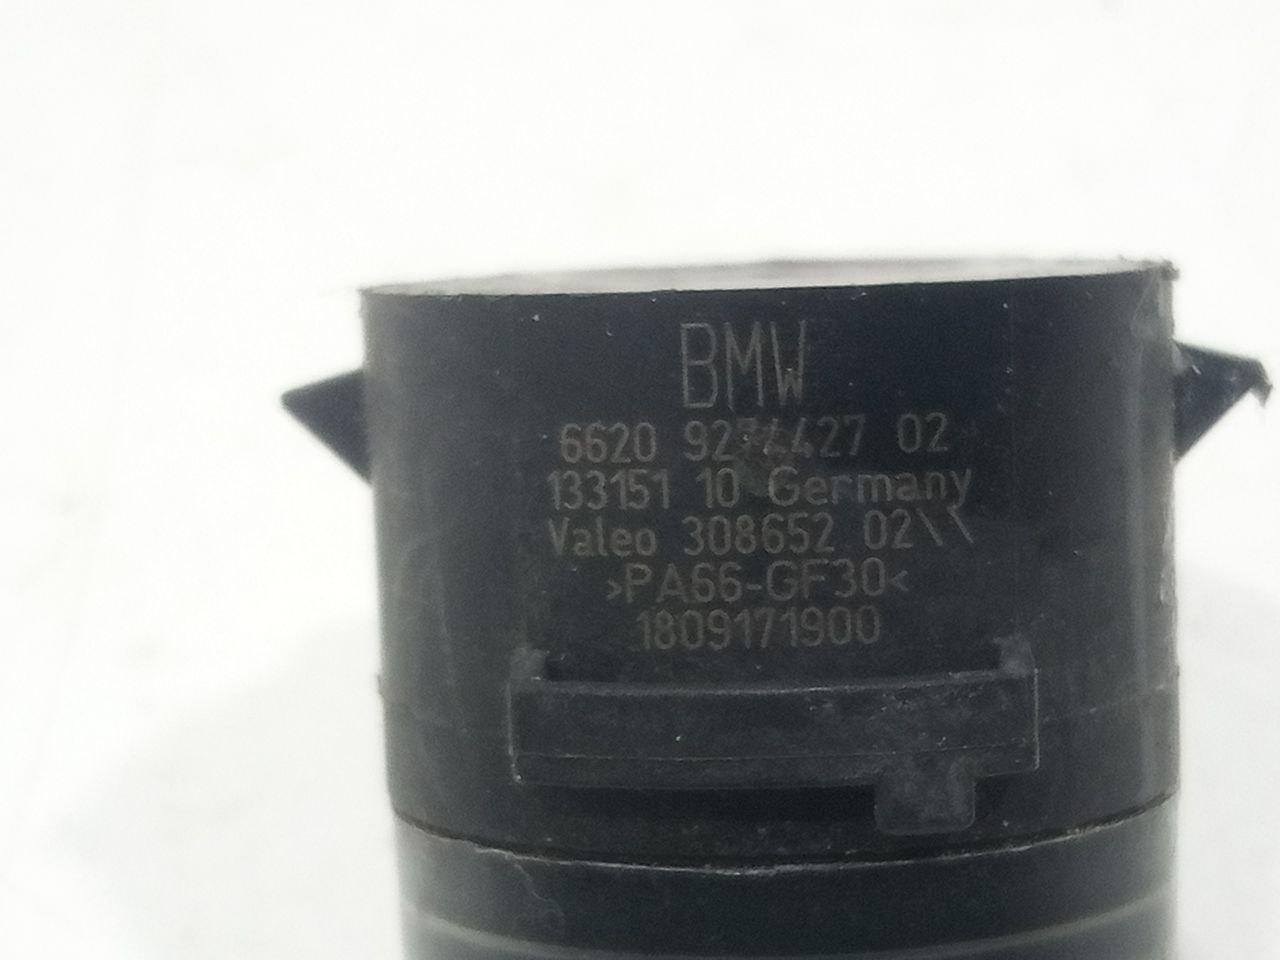 BMW
6620 9274427 02
133151 10 Germany
Valeo 308652 02\\
>PA66-GF30<
1809171900